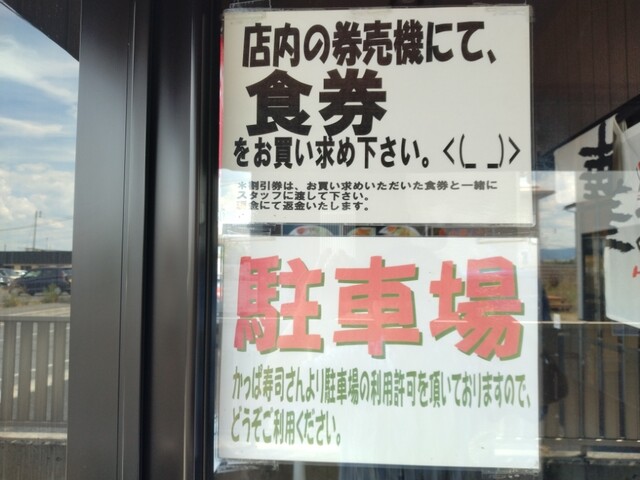 店内の券売機にて、
食券
をお買い求め下さい。<(_ _)>
*割引券は、お買い求めいただいた食券と一緒に
スタッフに渡して下さい。
金にて返金いたします。
駐車場
かっぱ寿司さんより駐車場の利用許可を頂いておりますので、
どうぞご利用ください。